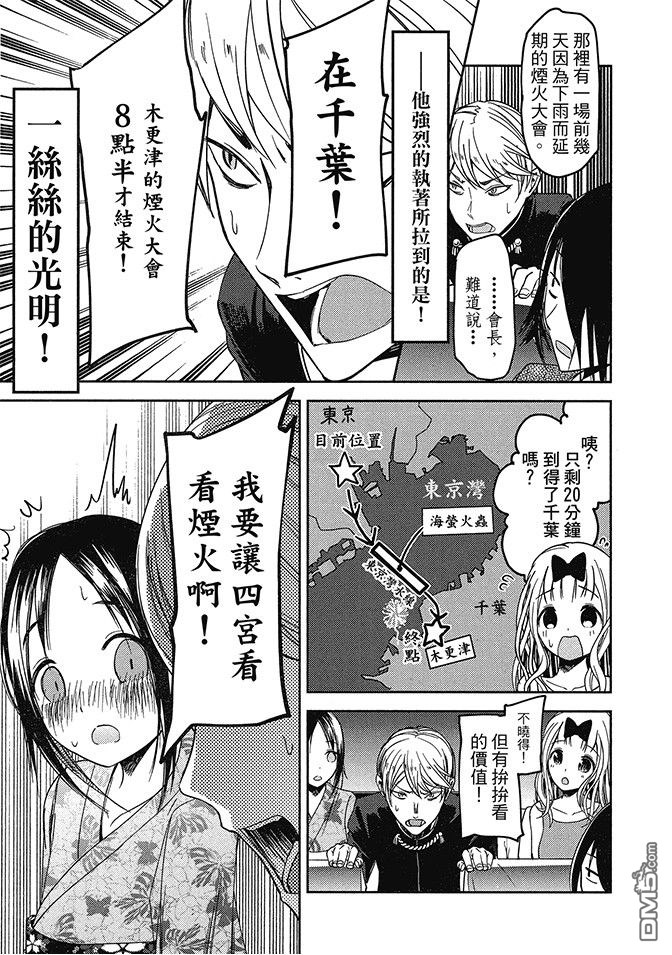 那裡有一場前幾
天因為下雨而延
期的煙火大會。
……會長，
難道說…
——他強烈的執著所拉到的是！
在千葉！
木更津的煙火大會
8點半才結束！
一絲絲的光明！
咦？
只剩20分鐘
到得了千葉
嗎？
東京
目前位置
東京灣
海螢火蟲
東京灣水線
千葉
終點
木更津
不曉得！
但有拚拚看
的價值！
我要讓四宮看
看煙火啊！
DM5.com